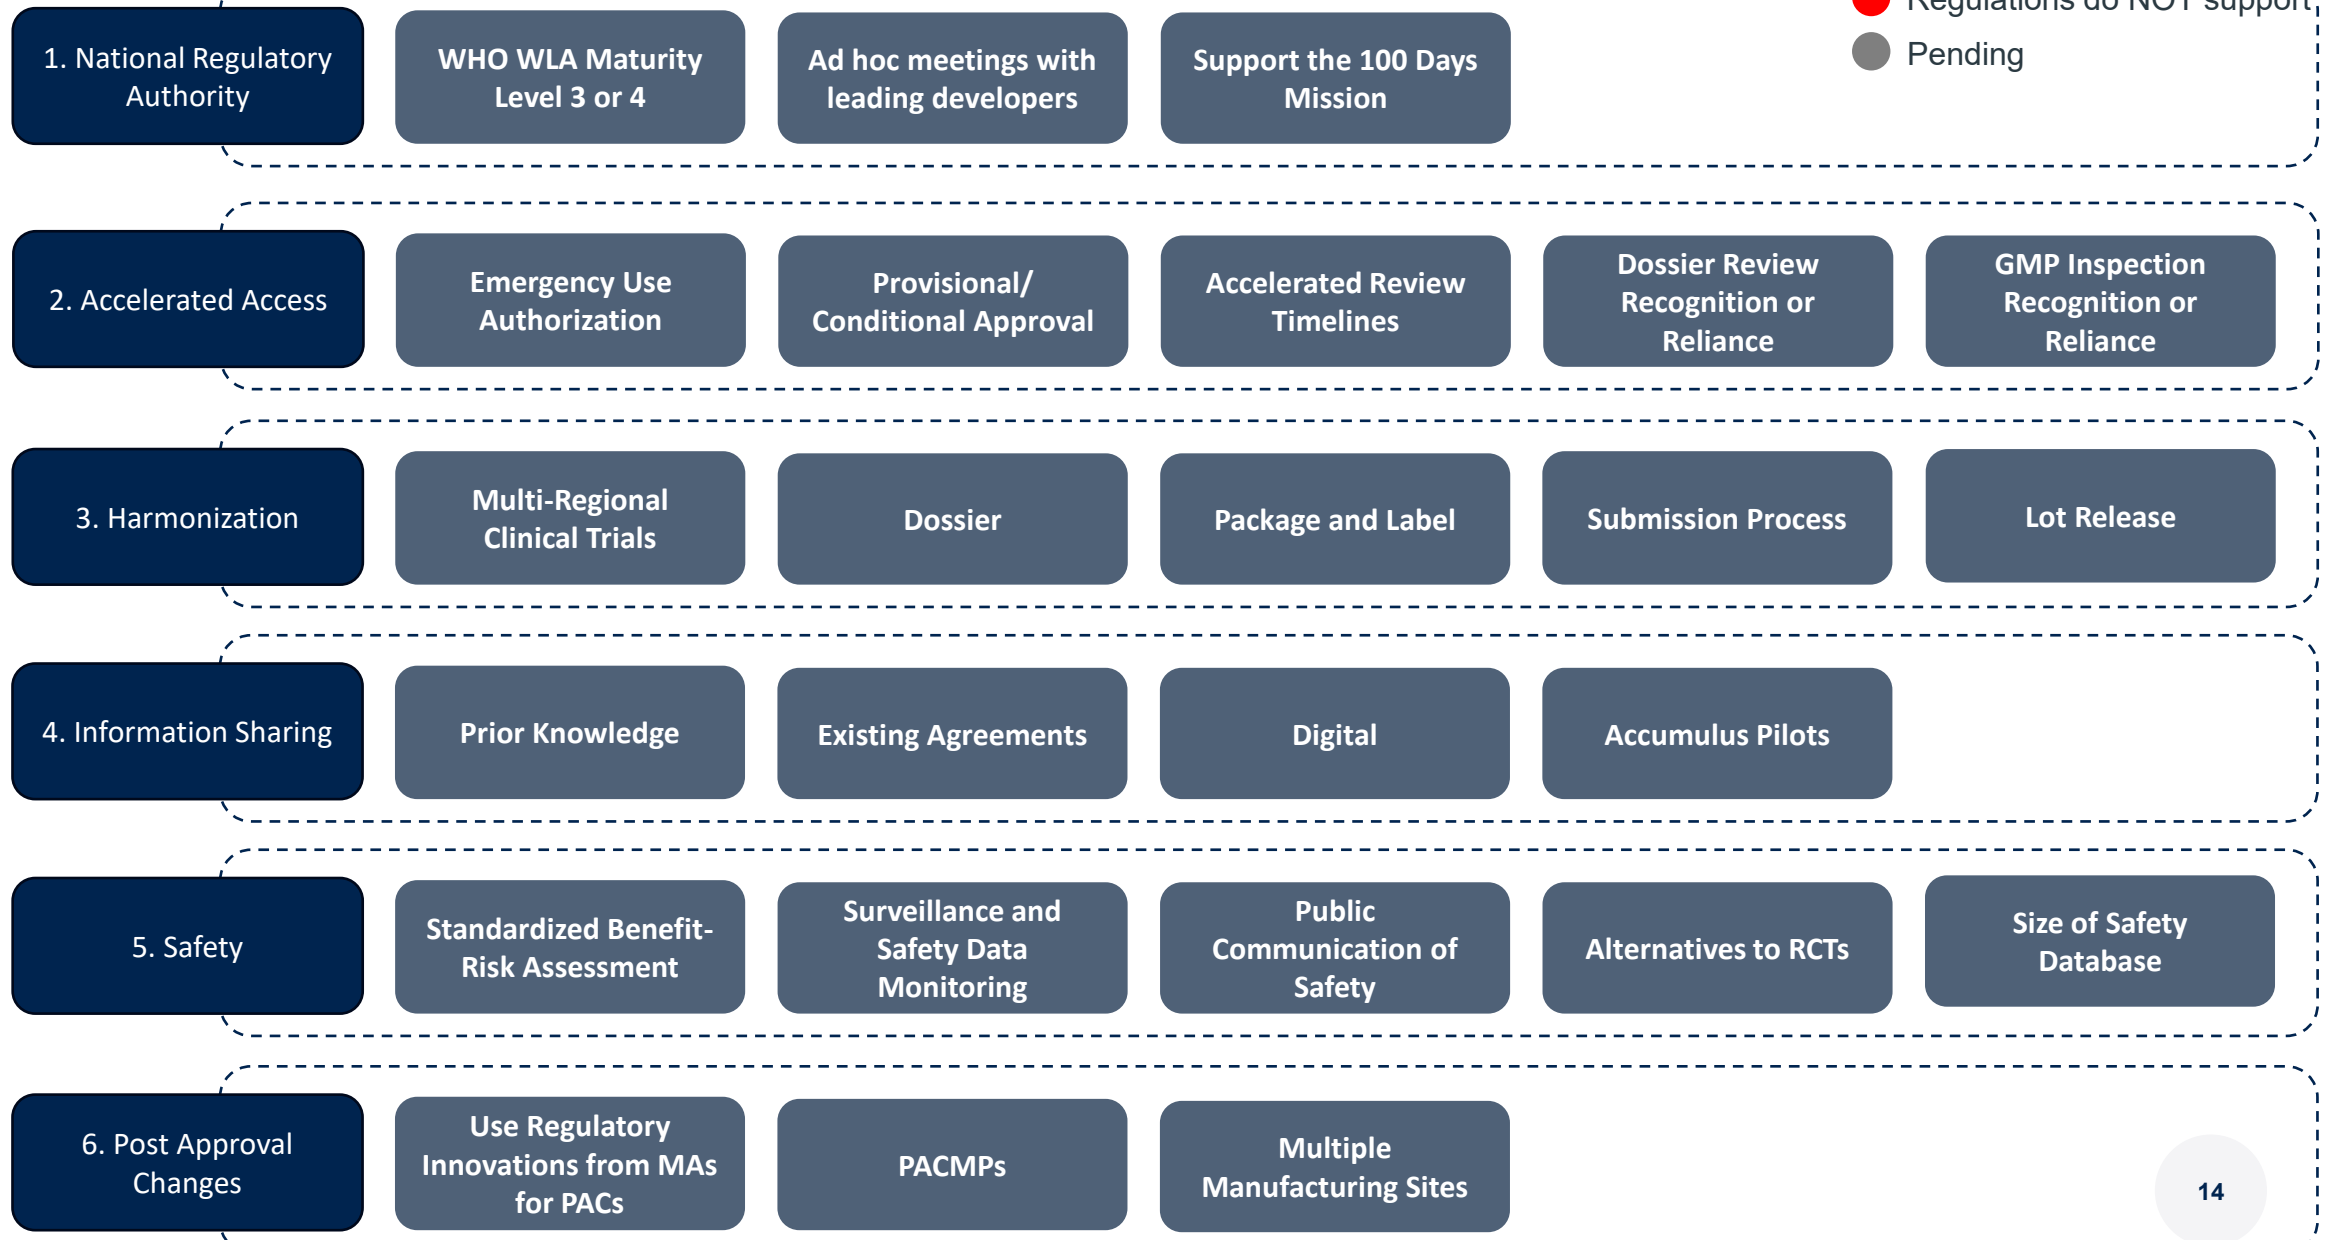 Regulations do NOT support
Pending
1. National Regulatory
Authority
WHO WLA Maturity
Level 3 or 4
Ad hoc meetings with
leading developers
Support the 100 Days
Mission
2. Accelerated Access
Emergency Use
Authorization
Provisional/
Conditional Approval
Accelerated Review
Timelines
Dossier Review
Recognition or
Reliance
GMP Inspection
Recognition or
Reliance
3. Harmonization
Multi-Regional
Clinical Trials
Dossier
Package and Label
Submission Process
Lot Release
4. Information Sharing
Prior Knowledge
Existing Agreements
Digital
Accumulus Pilots
5. Safety
Standardized Benefit-
Risk Assessment
Surveillance and
Safety Data
Monitoring
Public
Communication of
Safety
Alternatives to RCTs
Size of Safety
Database
6. Post Approval
Changes
Use Regulatory
Innovations from MAs
for PACs
PACMPs
Multiple
Manufacturing Sites
14